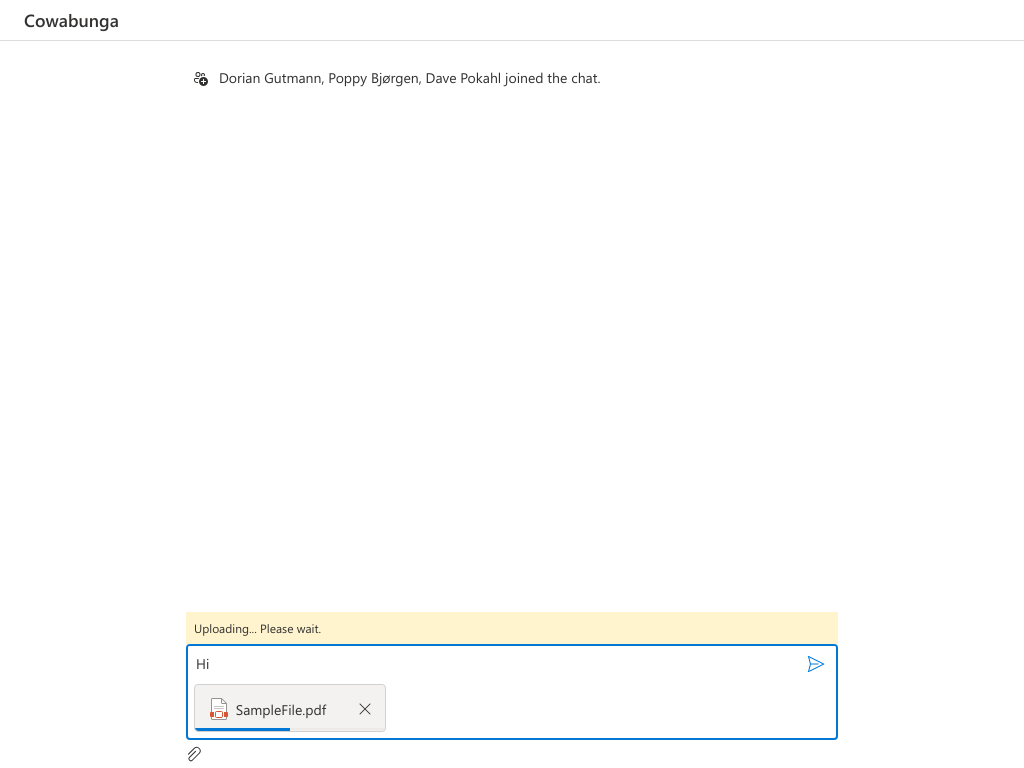 Cowabunga
Dorian Gutmann, Poppy Bjørgen, Dave Pokahl joined the chat.
Uploading... Please wait.
Hi
SampleFile.pdf